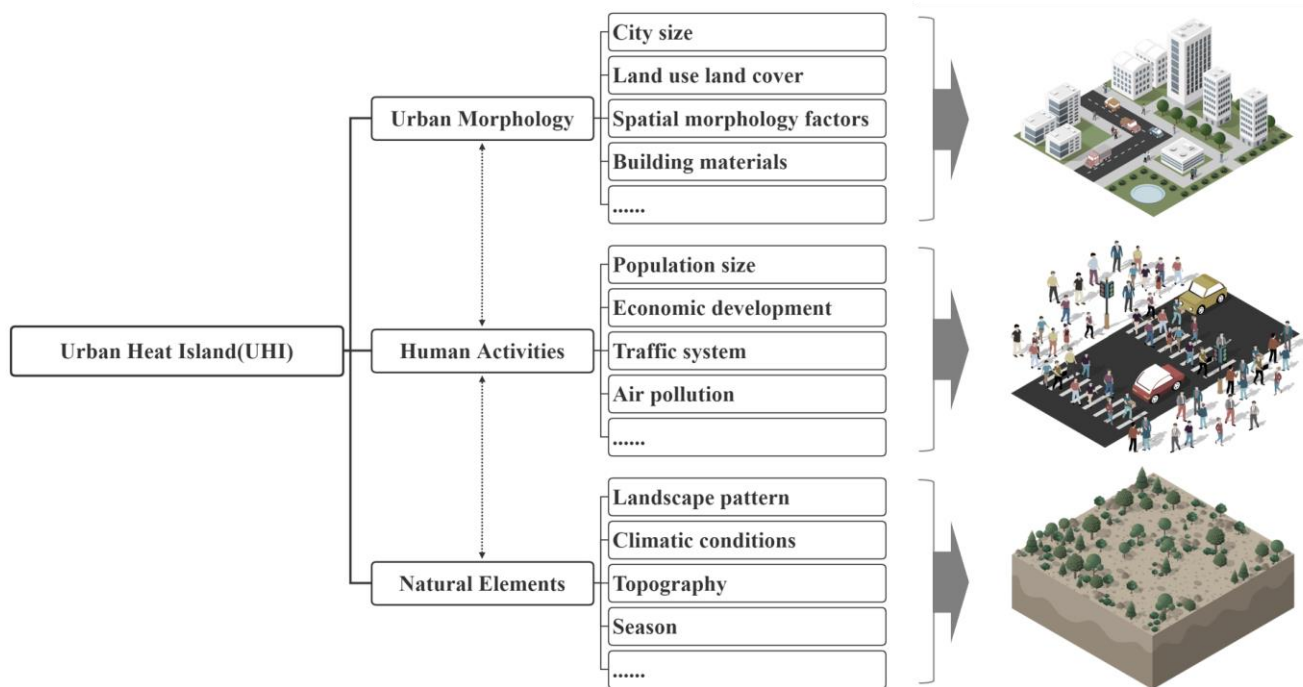 City size
Land use land cover
Urban Morphology
Spatial morphology factors
Building materials
......
Population size
Economic development
Urban Heat Island(UHI)
Human Activities
Traffic system
Air pollution
......
Landscape pattern
Climatic conditions
Natural Elements
Topography
Season
......